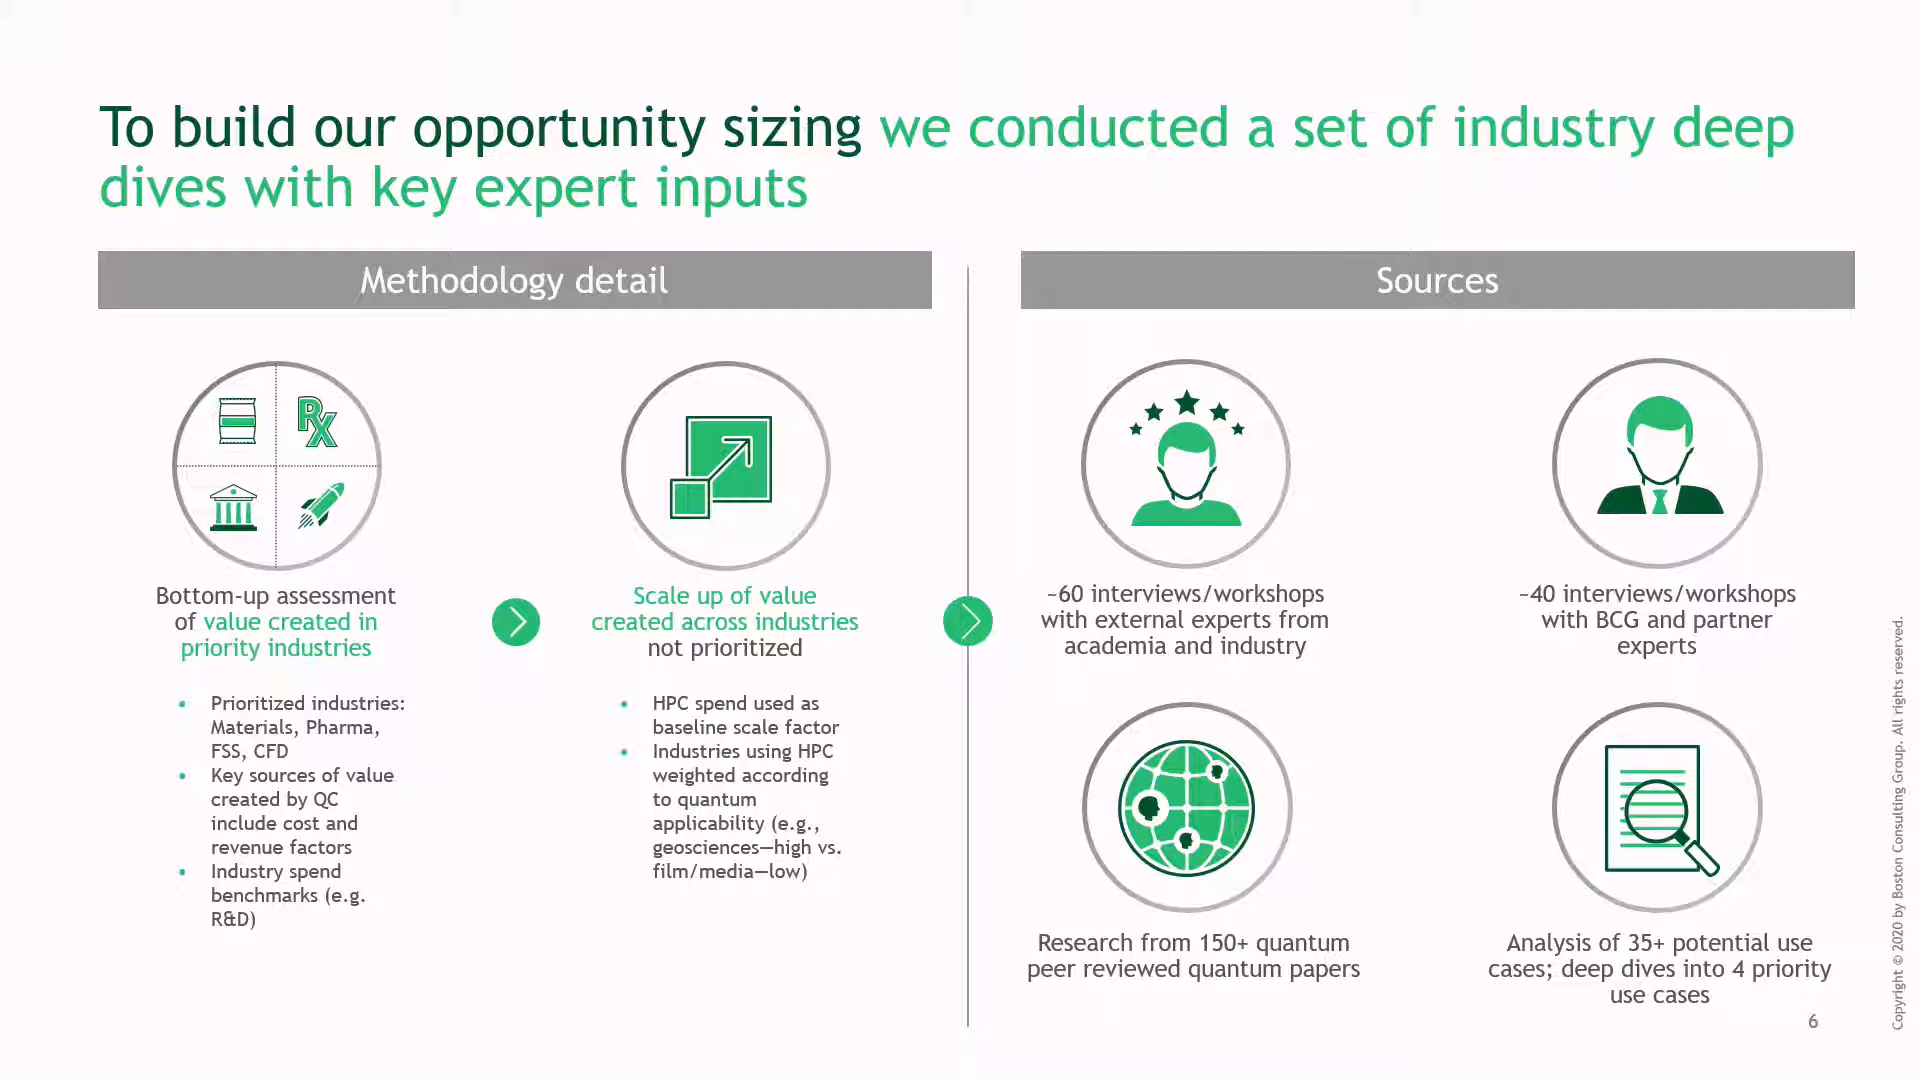 To build our opportunity sizing we conducted a set of industry deep
dives with key expert inputs
Methodology detail
Rx
Bottom-up assessment
of value created in
priority industries
• Prioritized industries:
Materials, Pharma,
FSS, CFD
• Key sources of value
created by QC
include cost and
revenue factors
• Industry spend
benchmarks (e.g.
R&D)
Scale up of value
created across industries
not prioritized
• HPC spend used as
baseline scale factor
• Industries using HPC
weighted according
to quantum
applicability (e.g.,
geosciences—high vs.
film/media—low)
Sources
~60 interviews/workshops
with external experts from
academia and industry
~40 interviews/workshops
with BCG and partner
experts
Research from 150+ quantum
peer reviewed quantum papers
Analysis of 35+ potential use
cases; deep dives into 4 priority
use cases
6
Copyright © 2020 by Boston Consulting Group. All rights reserved.